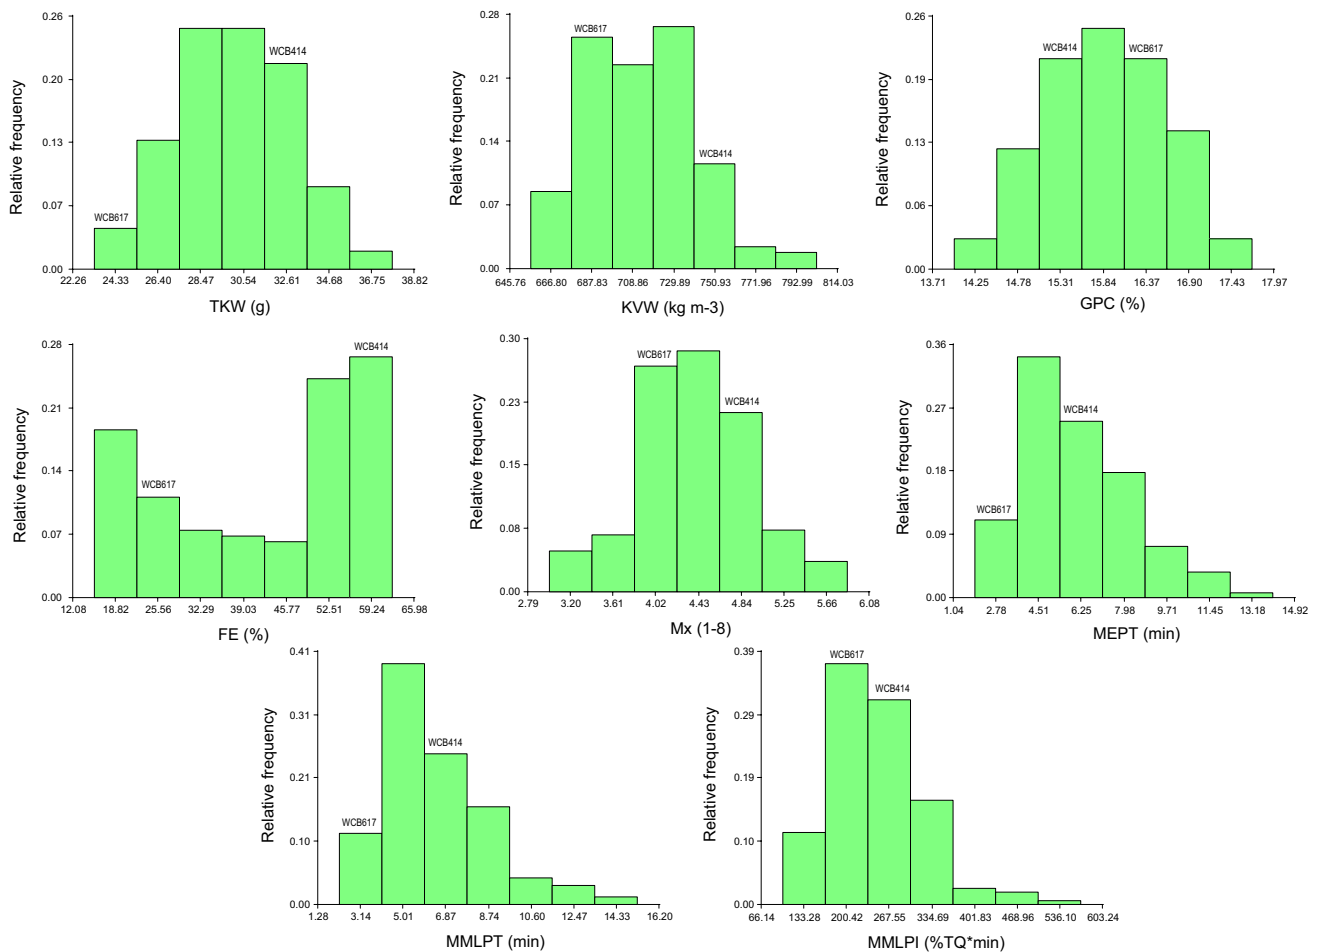 0.26
0.20
0.13
0.07
0.00
Relative frequency
WCB617
WCB414
22.26 24.33 26.40 28.47 30.54 32.61 34.68 36.75 38.82
TKW (g)
0.28
0.21
0.14
0.07
0.00
Relative frequency
WCB617
WCB414
645.76 666.80 687.83 708.86 729.89 750.93 771.96 792.99 814.03
KVW (kg m-3)
0.26
0.19
0.13
0.06
0.00
Relative frequency
WCB414 WCB617
13.71 14.25 14.78 15.31 15.84 16.37 16.90 17.43 17.97
GPC (%)
0.28
0.21
0.14
0.07
0.00
Relative frequency
WCB414
WCB617
12.08 18.82 25.56 32.29 39.03 45.77 52.51 59.24 65.98
FE (%)
0.30
0.23
0.15
0.08
0.00
Relative frequency
WCB617
WCB414
2.79 3.20 3.61 4.02 4.43 4.84 5.25 5.66 6.08
Mx (1-8)
0.36
0.27
0.18
0.09
0.00
Relative frequency
WCB414
WCB617
1.04 2.78 4.51 6.25 7.98 9.71 11.45 13.18 14.92
MEPT (min)
0.41
0.31
0.21
0.10
0.00
Relative frequency
WCB414
WCB617
1.28 3.14 5.01 6.87 8.74 10.60 12.47 14.33 16.20
MMLPT (min)
0.39
0.29
0.19
0.10
0.00
Relative frequency
WCB617
WCB414
66.14 133.28 200.42 267.55 334.69 401.83 468.96 536.10 603.24
MMLPI (%TQ*min)